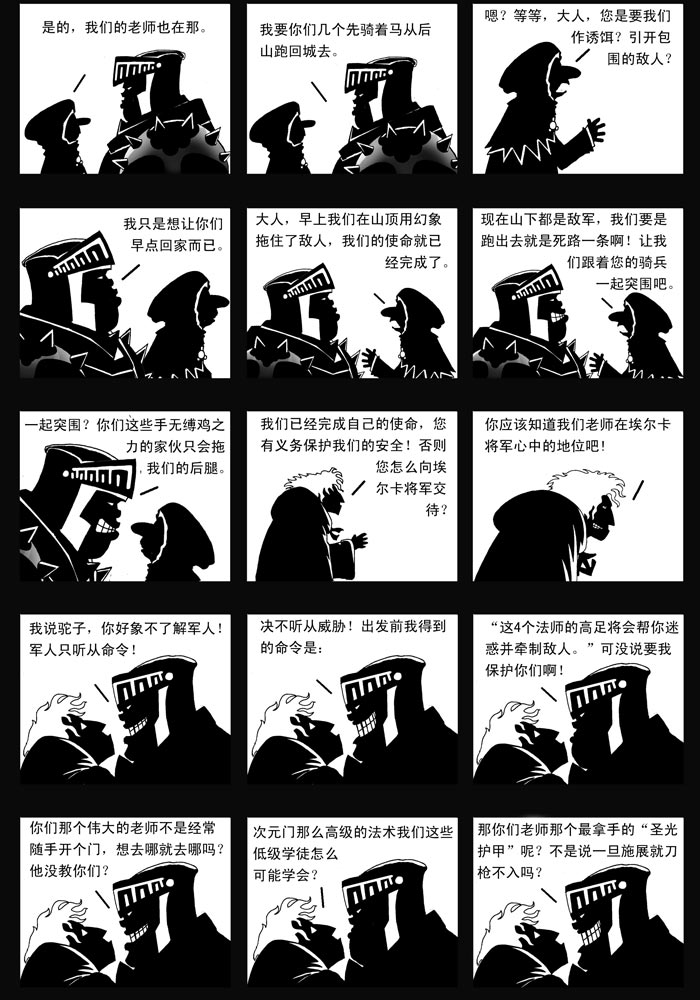 是的，我们的老师也在那。
我要你们几个先骑着马从后
山跑回城去。
嗯？等等，大人，您是要我们
作诱饵？引开包
围的敌人？
我只是想让你们
早点回家而已。
大人，早上我们在山顶用幻象
拖住了敌人，我们的使命就已
经完成了。
现在山下都是敌军，我们要是
跑出去就是死路一条啊！让我
们跟着您的骑兵
一起突围吧。
一起突围？你们这些手无缚鸡之
力的家伙只会拖
我们的后腿。
我们已经完成自己的使命，您
有义务保护我们的安全！否则
您怎么向埃
尔卡将军交
待？
你应该知道我们老师在埃尔卡
将军心中的地位吧！
我说驼子，你好象不了解军人！
军人只听从命令！
决不听从威胁！出发前我得到
的命令是：
“这4个法师的高足将会帮你迷
惑并牵制敌人。”可没说要我
保护你们啊！
你们那个伟大的老师不是经常
随手开个门，想去哪就去哪吗？
他没教你们？
次元门那么高级的法术我们这些
低级学徒怎么
可能学会？
那你们老师那个最拿手的“圣光
护甲”呢？不是说一旦施展就刀
枪不入吗？